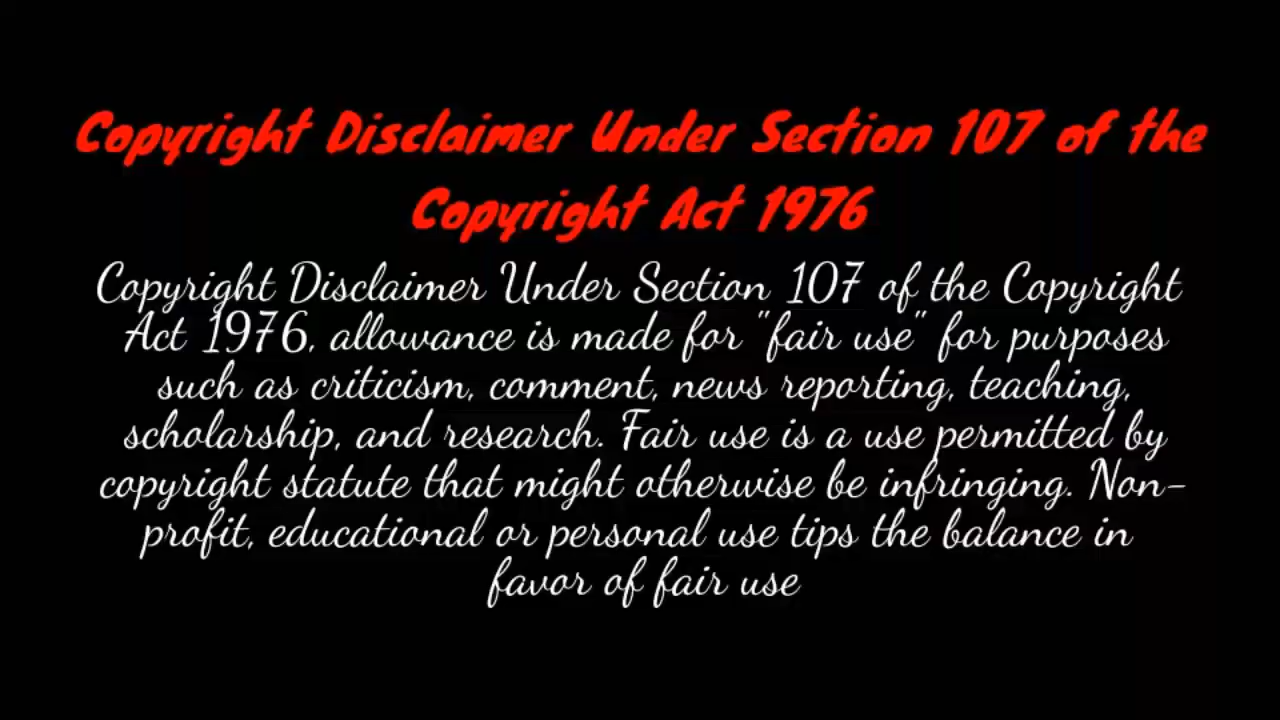 Copyright Disclaimer Under Section 107 of the
Copyright Act 1976
Copyright Disclaimer Under Section 107 of the Copyright
Act 1976, allowance is made for "fair use" for purposes
such as criticism, comment, news reporting, teaching,
scholarship, and research. Fair use is a use permitted by
copyright statute that might otherwise be infringing. Non-
profit, educational or personal use tips the balance in
favor of fair use